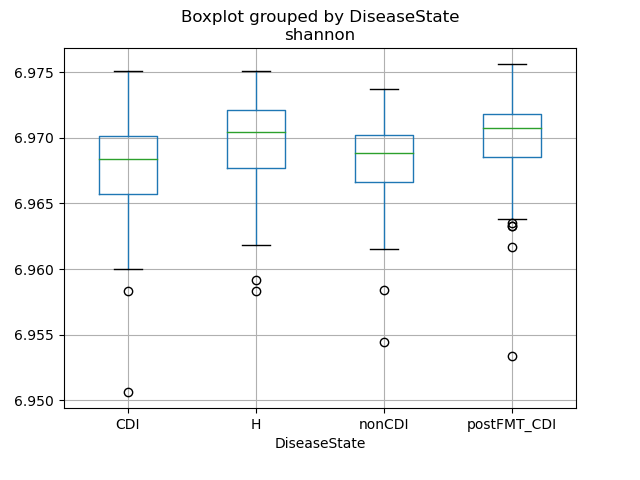 Boxplot grouped by DiseaseState
shannon
6.975
6.970
6.965
6.960
6.955
6.950
CDI H nonCDI postFMT_CDI
DiseaseState